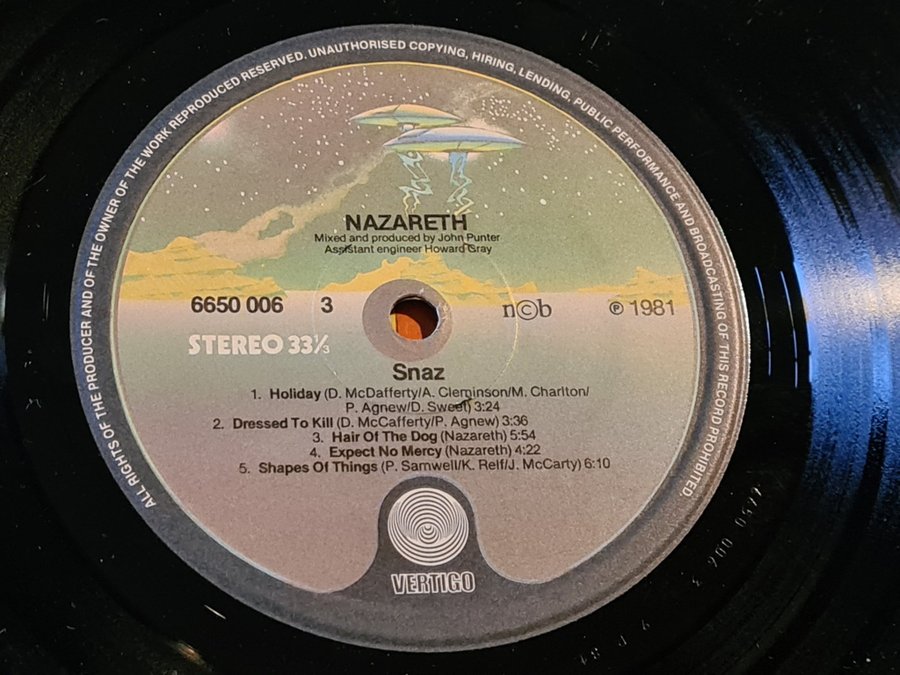 ALL RIGHTS OF THE PRODUCER AND OF THE OWNER OF THE WORK REPRODUCED RESERVED. UNAUTHORISED COPYING, HIRING, LENDING, PUBLIC PERFORMANCE AND BROADCASTING OF THIS RECORD PROHIBITED.
NAZARETH
Mixed and produced by John Punter
Assistant engineer Howard Gray
6650 006 3 n©b ℗ 1981
STEREO 33⅓
Snaz
1. Holiday (D. McDafferty/A. Cleminson/M. Charlton/
P. Agnew/D. Sweet) 3:24
2. Dressed To Kill (D. McCafferty/P. Agnew) 3:36
3. Hair Of The Dog (Nazareth) 5:54
4. Expect No Mercy (Nazareth) 4:22
5. Shapes Of Things (P. Samwell/K. Relf/J. McCarty) 6:10
VERTIGO